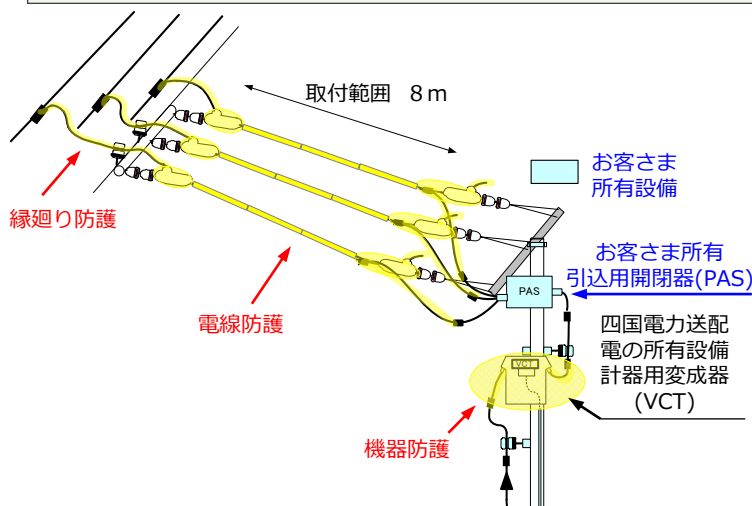 取付範囲 8m
お客さま
所有設備
縁廻り防護
お客さま所有
引込用開閉器(PAS)
PAS
電線防護
四国電力送配
電の所有設備
計器用変成器
(VCT)
VCT
機器防護